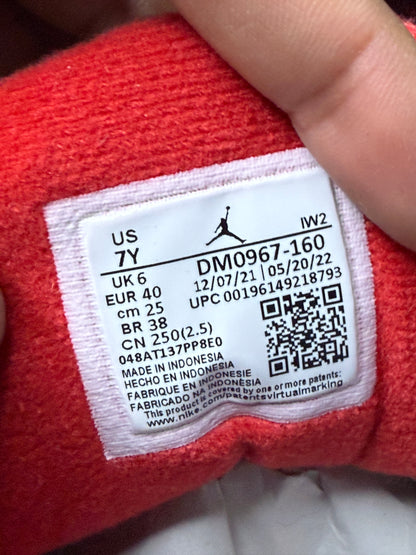 US
7Y
IW2
DM0967-160
12/07/21 | 05/20/22
UPC 00196149218793
UK 6
EUR 40
cm 25
BR 38
CN 250(2.5)
048AT137PP8E0
MADE IN INDONESIA
HECHO EN INDONESIA
FABRIQUE EN INDONESIE
FABRICADO NA INDONÉSIA
This product is covered by one or more patents:
www.nike.com/patentsvirtualmarking